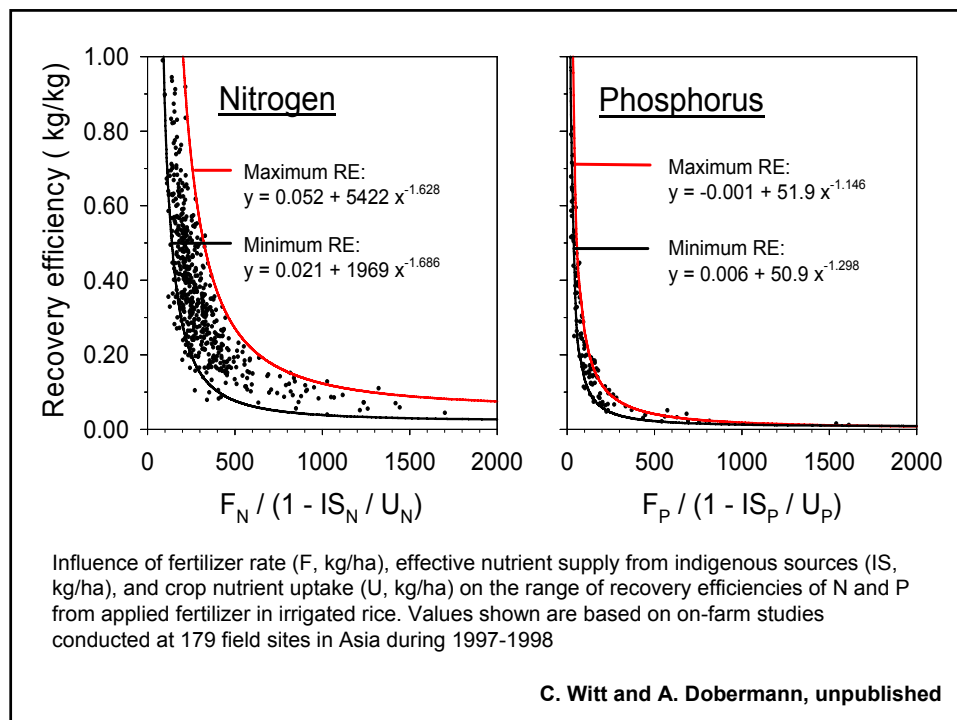 Recovery efficiency ( kg/kg)
1.00
0.80
0.60
0.40
0.20
0.00
Nitrogen
Maximum RE:
y = 0.052 + 5422 x^-1.628
Minimum RE:
y = 0.021 + 1969 x^-1.686
0 500 1000 1500 2000
F_N / (1 - IS_N / U_N)
Phosphorus
Maximum RE:
y = -0.001 + 51.9 x^-1.146
Minimum RE:
y = 0.006 + 50.9 x^-1.298
0 500 1000 1500 2000
F_P / (1 - IS_P / U_P)
Influence of fertilizer rate (F, kg/ha), effective nutrient supply from indigenous sources (IS,
kg/ha), and crop nutrient uptake (U, kg/ha) on the range of recovery efficiencies of N and P
from applied fertilizer in irrigated rice. Values shown are based on on-farm studies
conducted at 179 field sites in Asia during 1997-1998
C. Witt and A. Dobermann, unpublished